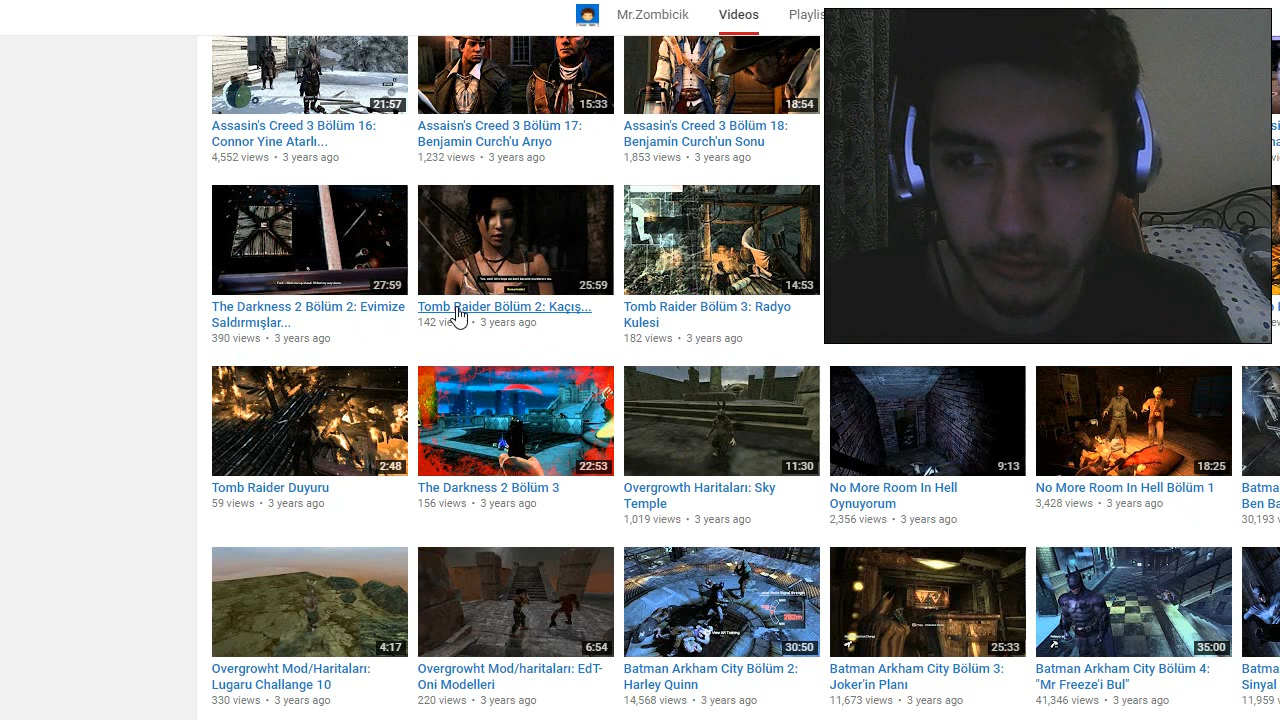 Mr.Zombicik Videos Playlis
21:57
15:33
18:54
Assasin's Creed 3 Bölüm 16:
Connor Yine Atarlı...
4,552 views • 3 years ago
Assaisn's Creed 3 Bölüm 17:
Benjamin Curch'u Arıyo
1,232 views • 3 years ago
Assasin's Creed 3 Bölüm 18:
Benjamin Curch'un Sonu
1,853 views • 3 years ago
27:59
25:59
14:53
The Darkness 2 Bölüm 2: Evimize
Saldırmışlar...
390 views • 3 years ago
Tomb Raider Bölüm 2: Kaçış...
142 • 3 years ago
Tomb Raider Bölüm 3: Radyo
Kulesi
182 views • 3 years ago
2:48
22:53
11:30
9:13
18:25
Tomb Raider Duyuru
59 views • 3 years ago
The Darkness 2 Bölüm 3
156 views • 3 years ago
Overgrowth Haritaları: Sky
Temple
1,019 views • 3 years ago
No More Room In Hell
Oynuyorum
2,356 views • 3 years ago
No More Room In Hell Bölüm 1
3,428 views • 3 years ago
Batma
Ben Ba
30,193
4:17
6:54
30:50
25:33
35:00
Overgrowht Mod/Haritaları:
Lugaru Challange 10
330 views • 3 years ago
Overgrowht Mod/haritaları: EdT-
Oni Modelleri
220 views • 3 years ago
Batman Arkham City Bölüm 2:
Harley Quinn
14,568 views • 3 years ago
Batman Arkham City Bölüm 3:
Joker'in Planı
11,673 views • 3 years ago
Batman Arkham City Bölüm 4:
"Mr Freeze'i Bul"
41,346 views • 3 years ago
Batma
Sinyal
11,959